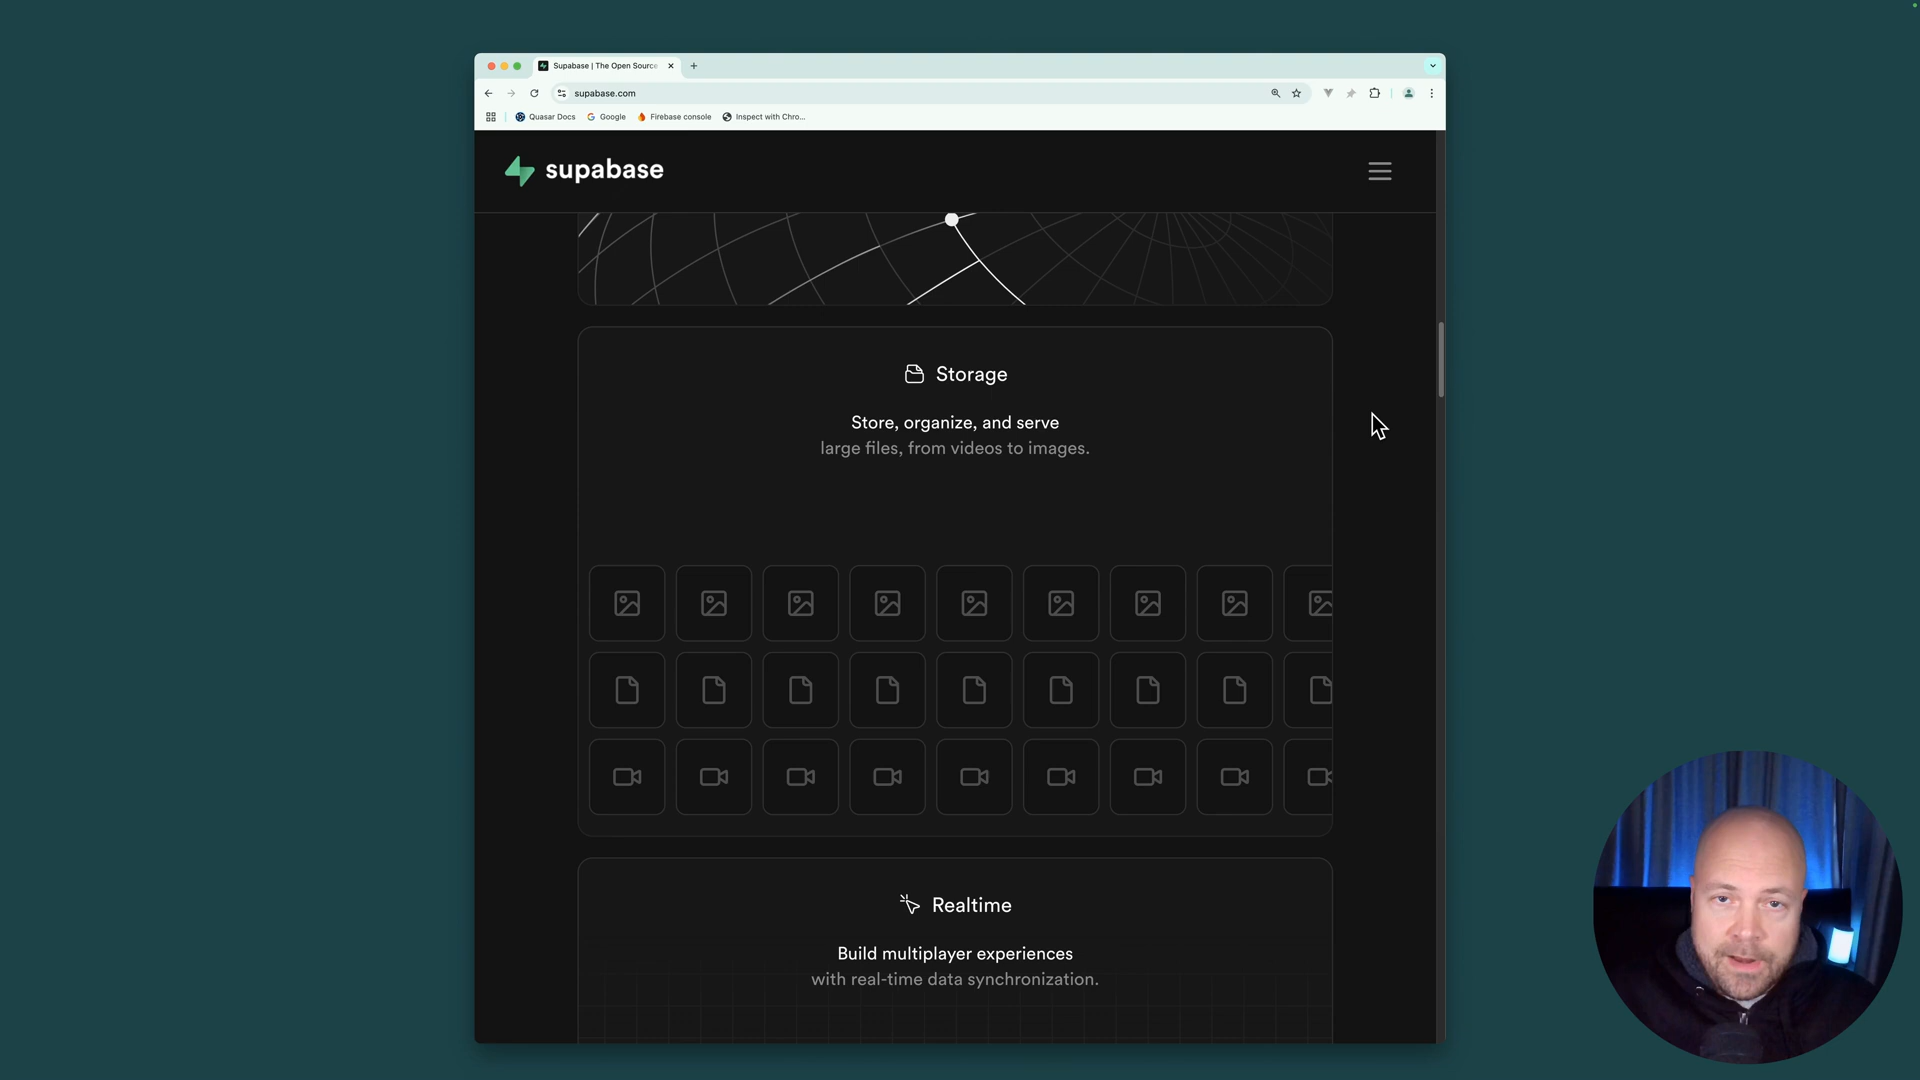 Supabase | The Open Source
supabase.com
Quasar Docs
Google
Firebase console
Inspect with Chro...
supabase
Storage
Store, organize, and serve
large files, from videos to images.
Realtime
Build multiplayer experiences
with real-time data synchronization.